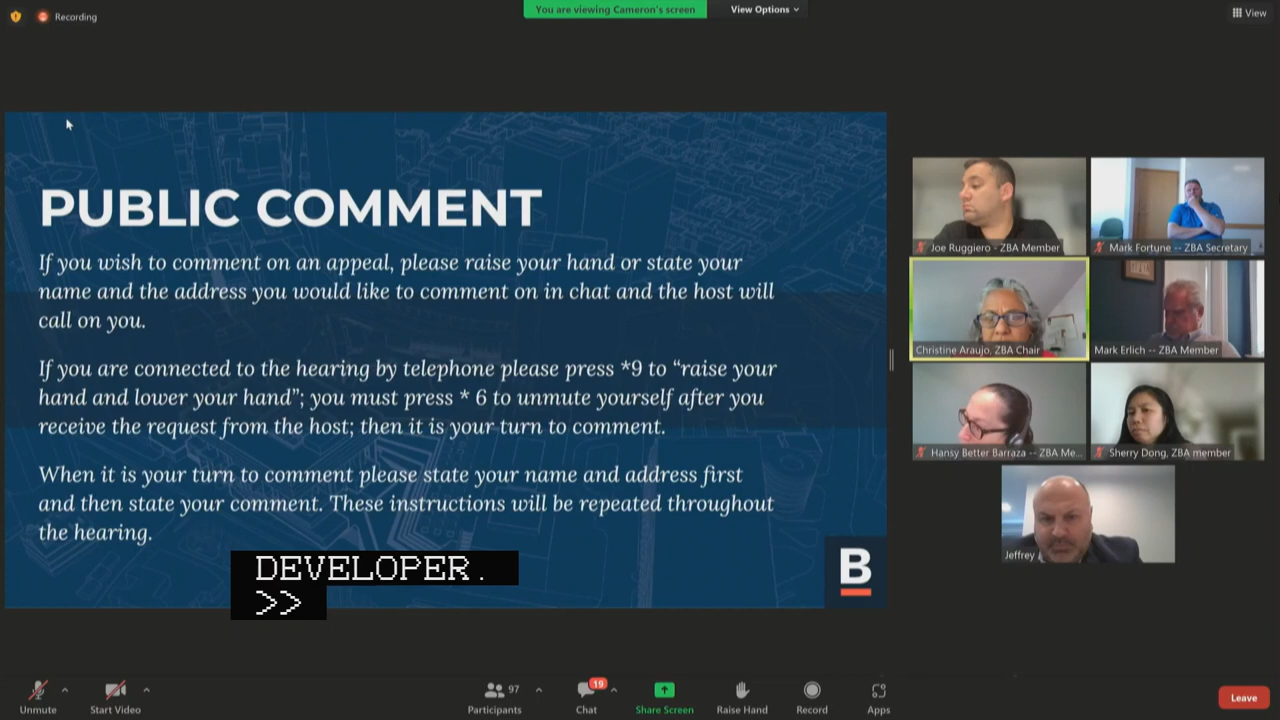 Recording
You are viewing Cameron's screen
View Options
View
PUBLIC COMMENT
If you wish to comment on an appeal, please raise your hand or state your
name and the address you would like to comment on in chat and the host will
call on you.
If you are connected to the hearing by telephone please press *9 to “raise your
hand and lower your hand”; you must press * 6 to unmute yourself after you
receive the request from the host; then it is your turn to comment.
When it is your turn to comment please state your name and address first
and then state your comment. These instructions will be repeated throughout
the hearing.
B
DEVELOPER.
>>
Joe Ruggiero - ZBA Member
Mark Fortune -- ZBA Secretary
Christine Araujo, ZBA Chair
Mark Erlich -- ZBA Member
Hansy Better Barraza -- ZBA Me...
Sherry Dong, ZBA member
Jeffrey
Unmute
Start Video
97
Participants
19
Chat
Share Screen
Raise Hand
Record
Apps
Leave